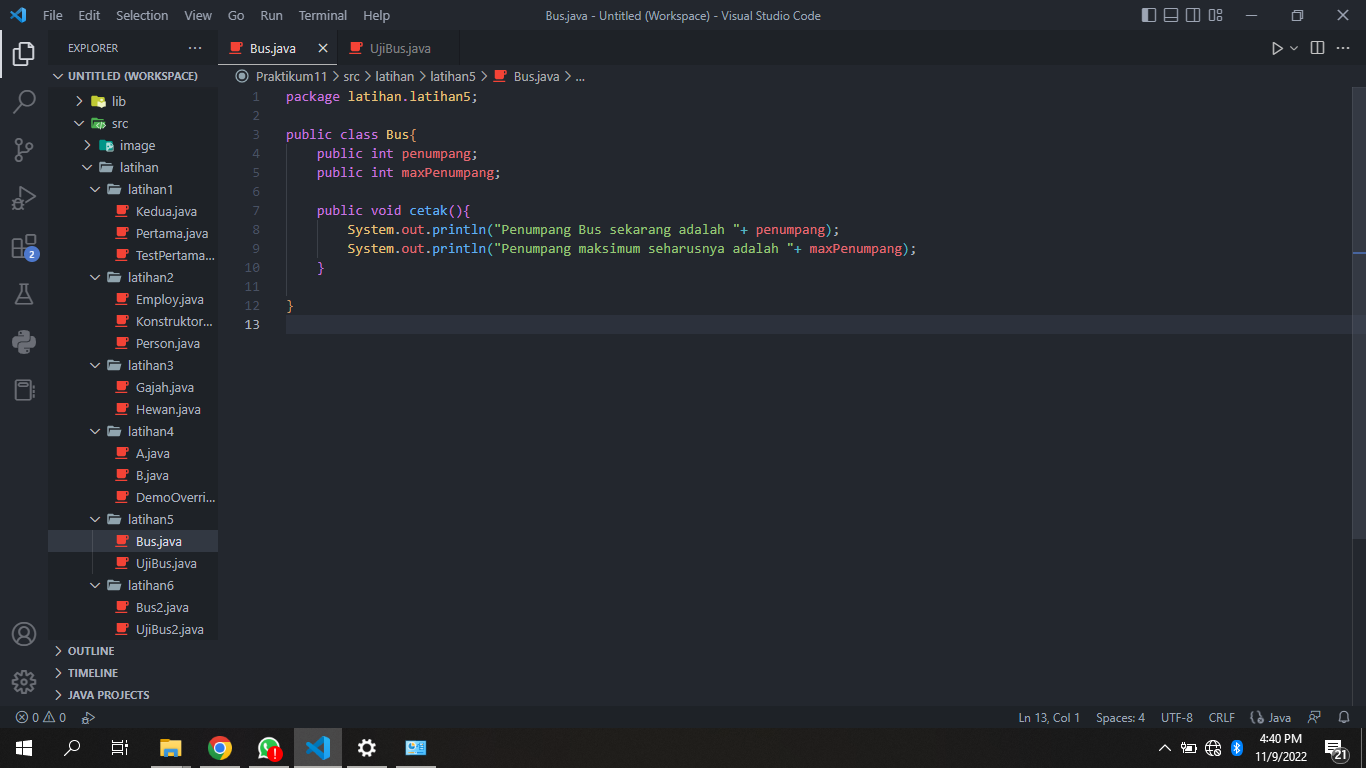 File Edit Selection View Go Run Terminal Help
Bus.java - Untitled (Workspace) - Visual Studio Code
EXPLORER
UNTITLED (WORKSPACE)
lib
src
image
latihan
latihan1
Kedua.java
Pertama.java
TestPertama...
latihan2
Employ.java
Konstruktor...
Person.java
latihan3
Gajah.java
Hewan.java
latihan4
A.java
B.java
DemoOverri...
latihan5
Bus.java
UjiBus.java
latihan6
Bus2.java
UjiBus2.java
OUTLINE
TIMELINE
JAVA PROJECTS
2
Bus.java UjiBus.java
Praktikum11 > src > latihan > latihan5 > Bus.java > ...
1 package latihan.latihan5;
2
3 public class Bus{
4 public int penumpang;
5 public int maxPenumpang;
6
7 public void cetak(){
8 System.out.println("Penumpang Bus sekarang adalah "+ penumpang);
9 System.out.println("Penumpang maksimum seharusnya adalah "+ maxPenumpang);
10 }
11
12 }
13
0 0
Ln 13, Col 1 Spaces: 4 UTF-8 CRLF Java
4:40 PM
11/9/2022
21